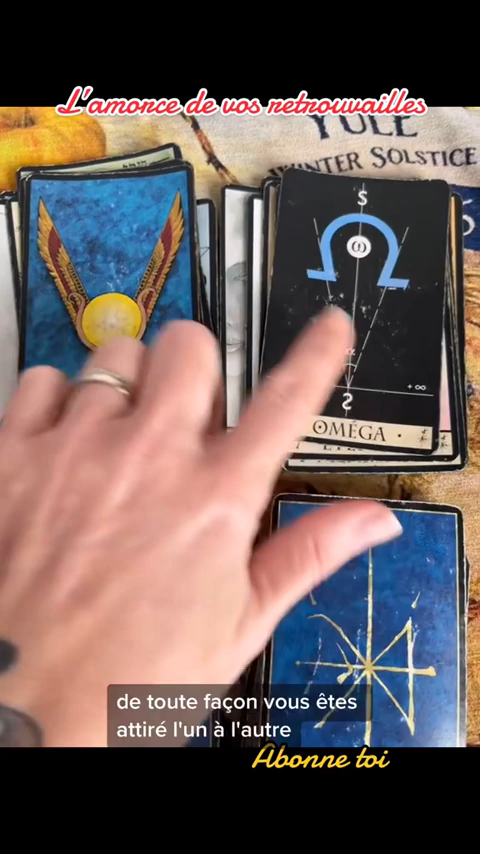 L'amorce de vos retrouvailles
YULE
WINTER SOLSTICE
S
ω
α
+ ∞
S
OMÉGA ·
de toute façon vous êtes
attiré l'un à l'autre
Abonne toi